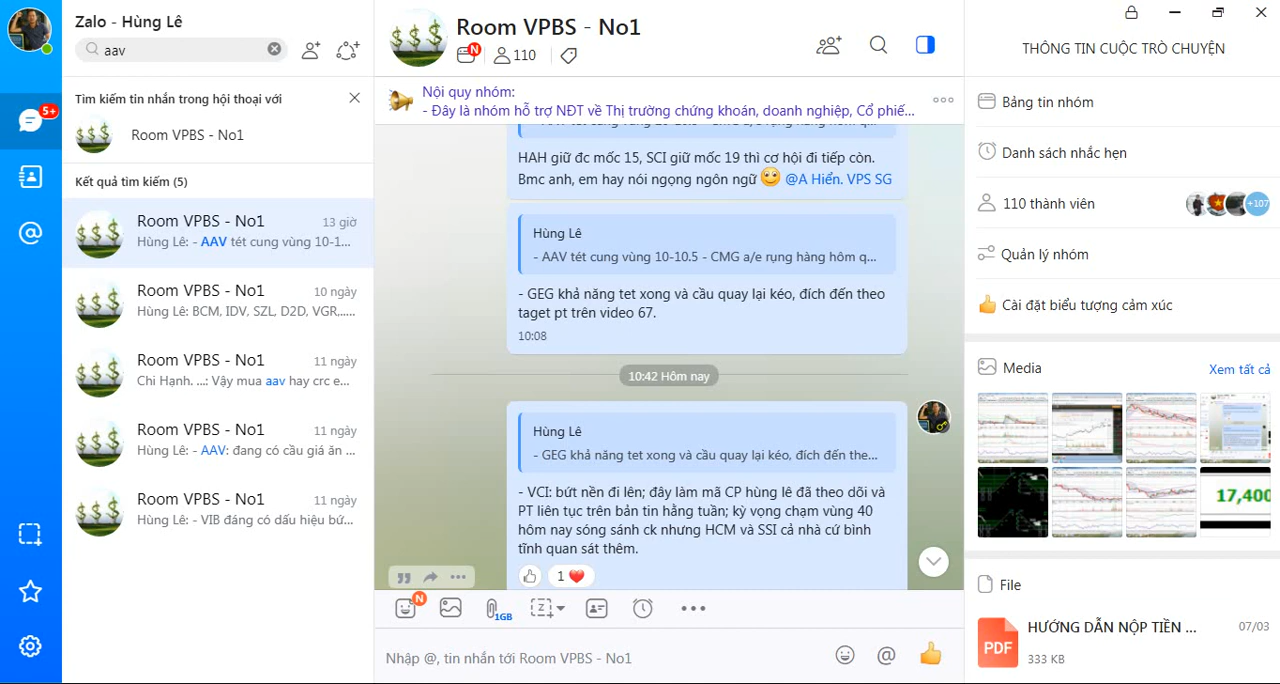 Zalo - Hùng Lê
aav
5+
Tìm kiếm tin nhắn trong hội thoại với
Room VPBS - No1
Kết quả tìm kiếm (5)
Room VPBS - No1 13 giờ
Hùng Lê: - AAV tét cung vùng 10-1...
Room VPBS - No1 10 ngày
Hùng Lê: BCM, IDV, SZL, D2D, VGR,.....
Room VPBS - No1 11 ngày
Chi Hạnh. ...: Vậy mua aav hay crc e...
Room VPBS - No1 11 ngày
Hùng Lê: - AAV: đang có cầu giá ăn ...
Room VPBS - No1 11 ngày
Hùng Lê: - VIB đáng có dấu hiệu bứ...
Room VPBS - No1
N 110
Nội quy nhóm:
- Đây là nhóm hỗ trợ NĐT về Thị trường chứng khoán, doanh nghiệp, Cổ phiế...
HAH giữ đc mốc 15, SCI giữ mốc 19 thì cơ hội đi tiếp còn.
Bmc anh, em hay nói ngọng ngôn ngữ @A Hiển. VPS SG
Hùng Lê
- AAV tét cung vùng 10-10.5 - CMG a/e rụng hàng hôm q...
- GEG khả năng tet xong và cầu quay lại kéo, đích đến theo
taget pt trên video 67.
10:08
10:42 Hôm nay
Hùng Lê
- GEG khả năng tet xong và cầu quay lại kéo, đích đến the...
- VCI: bứt nền đi lên; đây làm mã CP hùng lê đã theo dõi và
PT liên tục trên bản tin hằng tuần; kỳ vọng chạm vùng 40
hôm nay sóng sánh ck nhưng HCM và SSI cả nhà cứ bình
tĩnh quan sát thêm.
1
N 1GB Z
Nhập @, tin nhắn tới Room VPBS - No1
THÔNG TIN CUỘC TRÒ CHUYỆN
Bảng tin nhóm
Danh sách nhắc hẹn
110 thành viên +107
Quản lý nhóm
Cài đặt biểu tượng cảm xúc
Media Xem tất cả
17,400
File
HƯỚNG DẪN NỘP TIỀN ... 07/03
PDF
333 KB